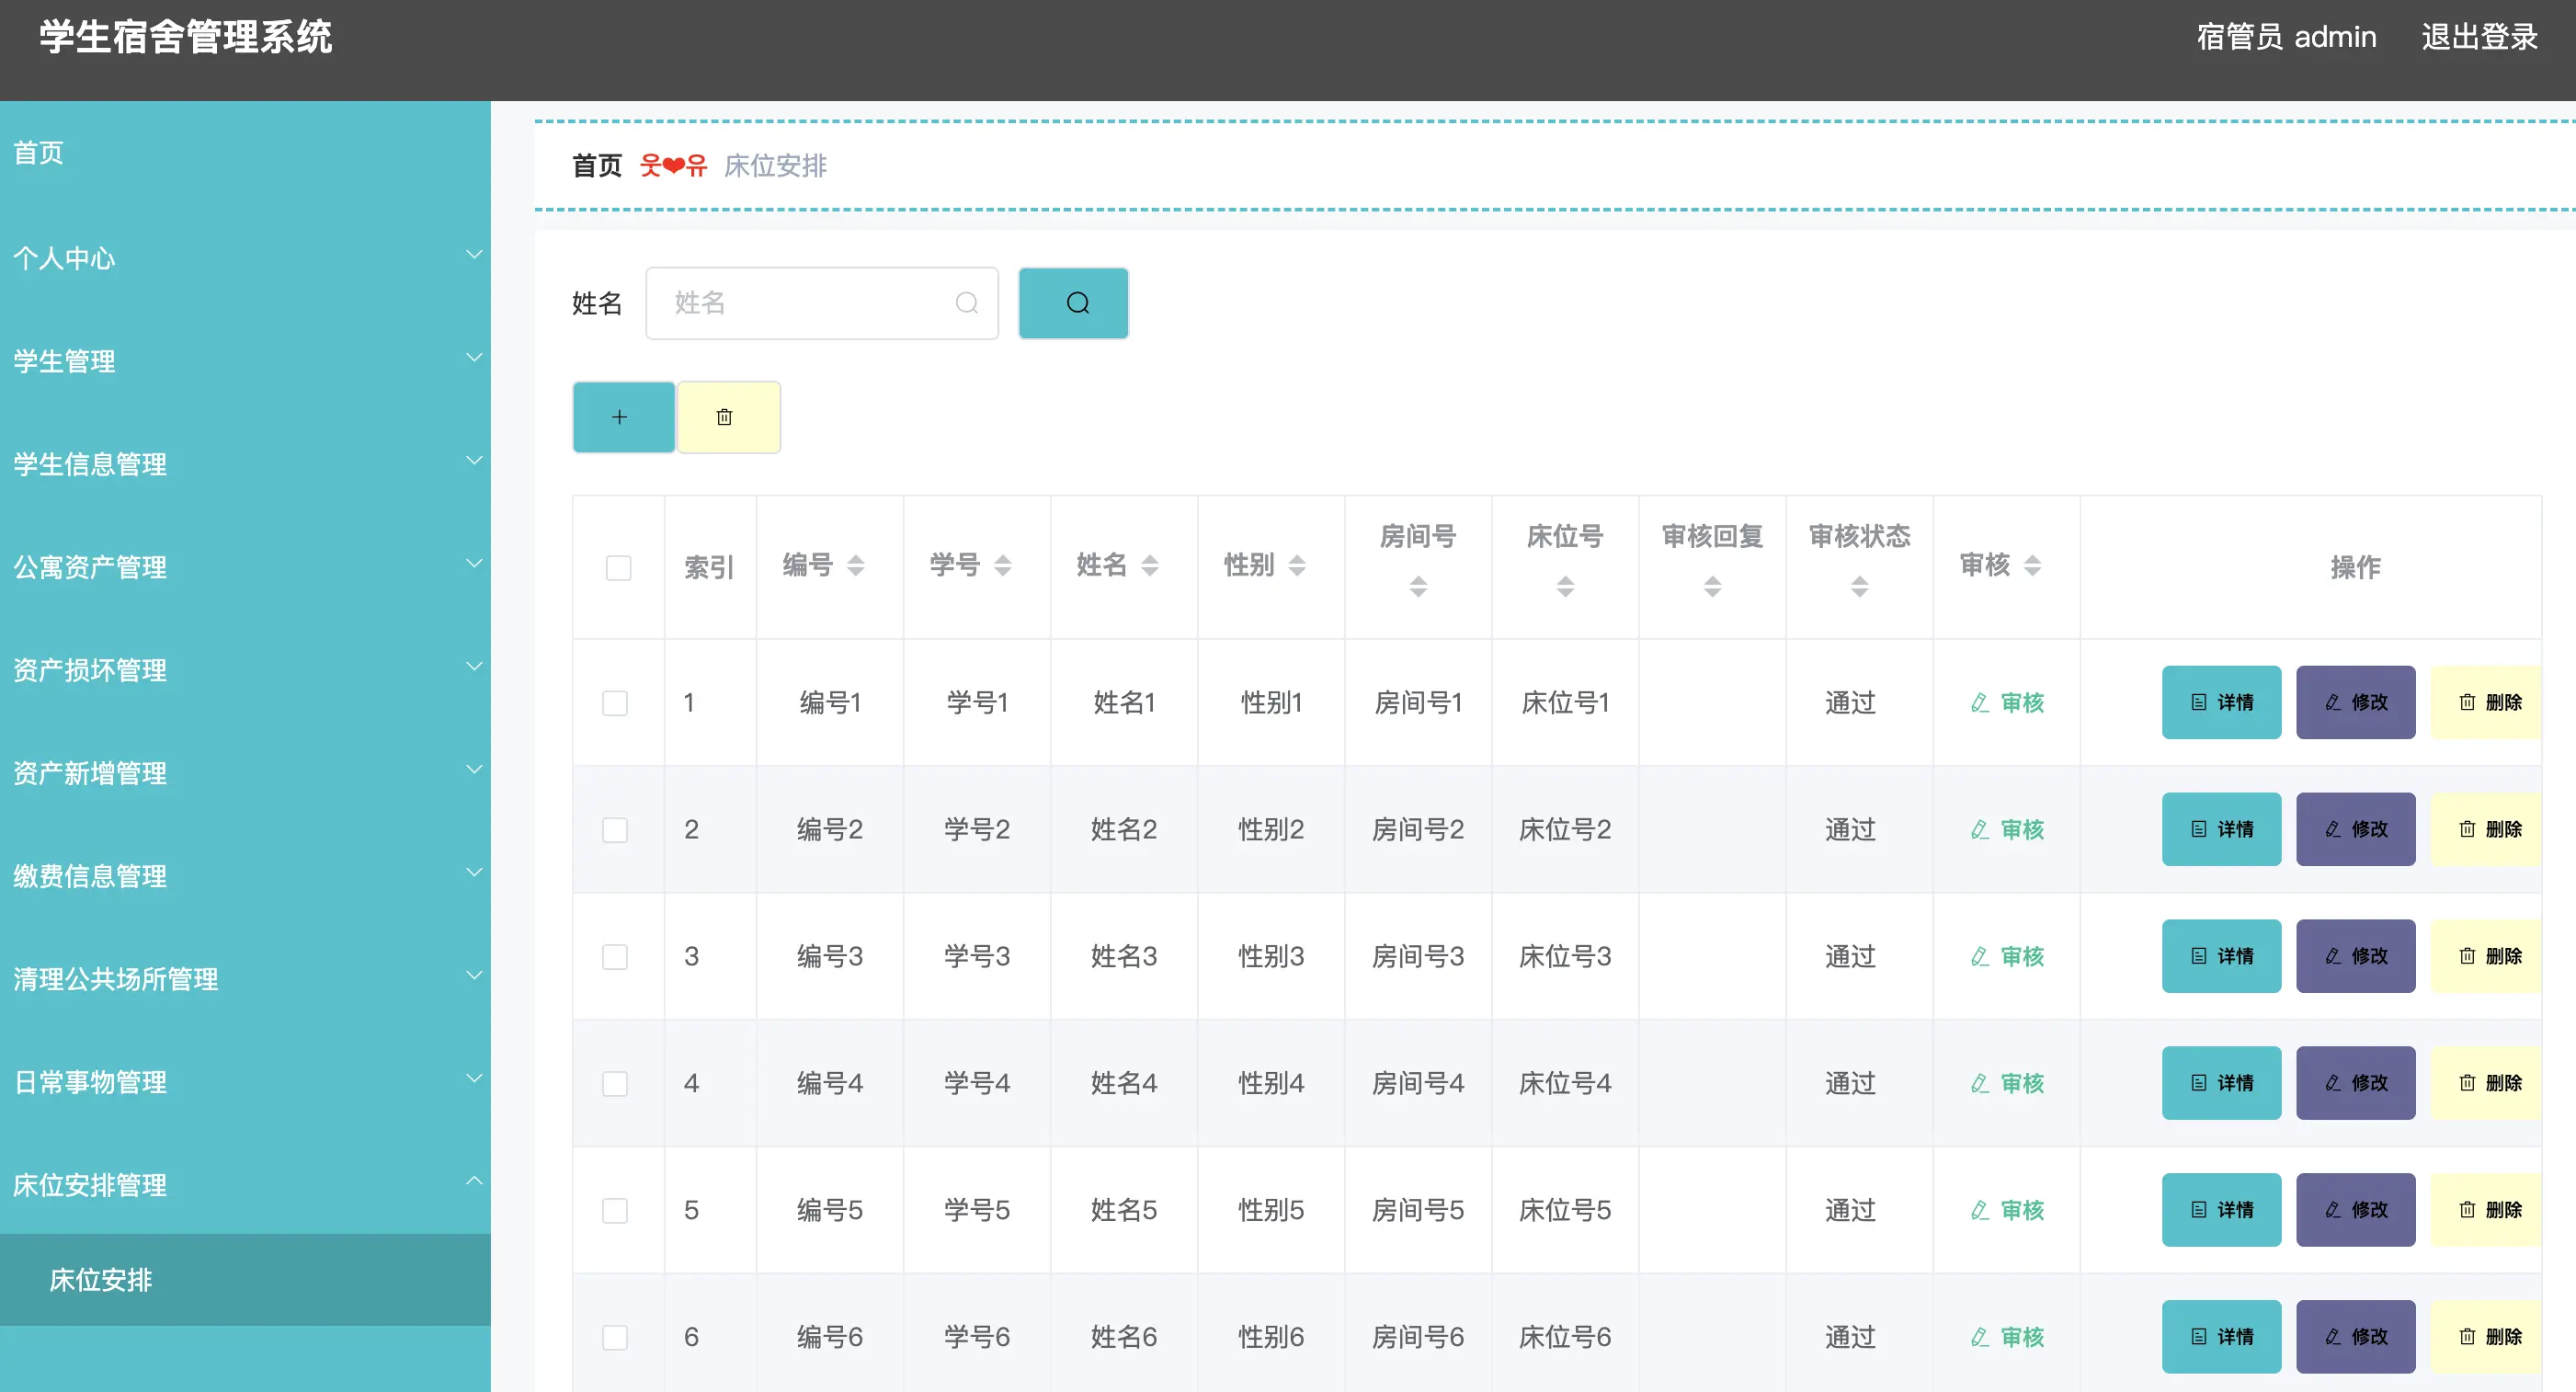 学生宿舍管理系统
宿管员 admin 退出登录
首页
个人中心
学生管理
学生信息管理
公寓资产管理
资产损坏管理
资产新增管理
缴费信息管理
清理公共场所管理
日常事物管理
床位安排管理
床位安排
首页 웃❤유 床位安排
姓名 姓名
索引 编号 学号 姓名 性别 房间号 床位号 审核回复 审核状态 审核 操作
1 编号1 学号1 姓名1 性别1 房间号1 床位号1 通过 审核 详情 修改 删除
2 编号2 学号2 姓名2 性别2 房间号2 床位号2 通过 审核 详情 修改 删除
3 编号3 学号3 姓名3 性别3 房间号3 床位号3 通过 审核 详情 修改 删除
4 编号4 学号4 姓名4 性别4 房间号4 床位号4 通过 审核 详情 修改 删除
5 编号5 学号5 姓名5 性别5 房间号5 床位号5 通过 审核 详情 修改 删除
6 编号6 学号6 姓名6 性别6 房间号6 床位号6 通过 审核 详情 修改 删除